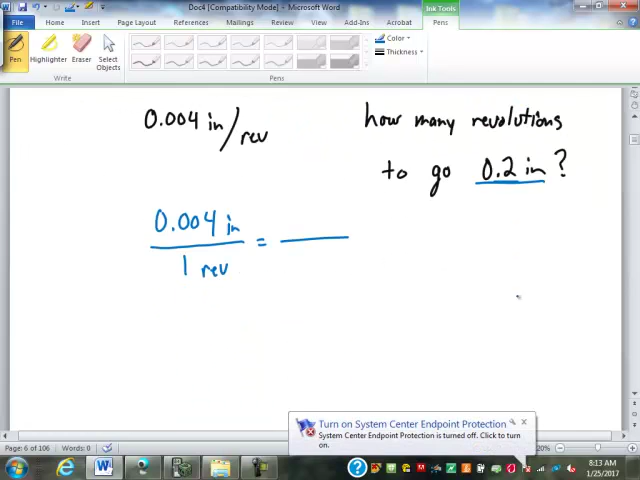 Doc4 [Compatibility Mode] - Microsoft Word
Ink Tools
File Home Insert Page Layout References Mailings Review View Add-Ins Acrobat Pens
Pen Highlighter Eraser Select Objects
Color
Thickness
Write Pens
0.004 in/rev
how many revolutions
to go 0.2 in?
0.004 in
=
1 rev
Turn on System Center Endpoint Protection
System Center Endpoint Protection is turned off. Click to turn on.
Page: 6 of 106 Words: 0
20%
8:13 AM
1/25/2017